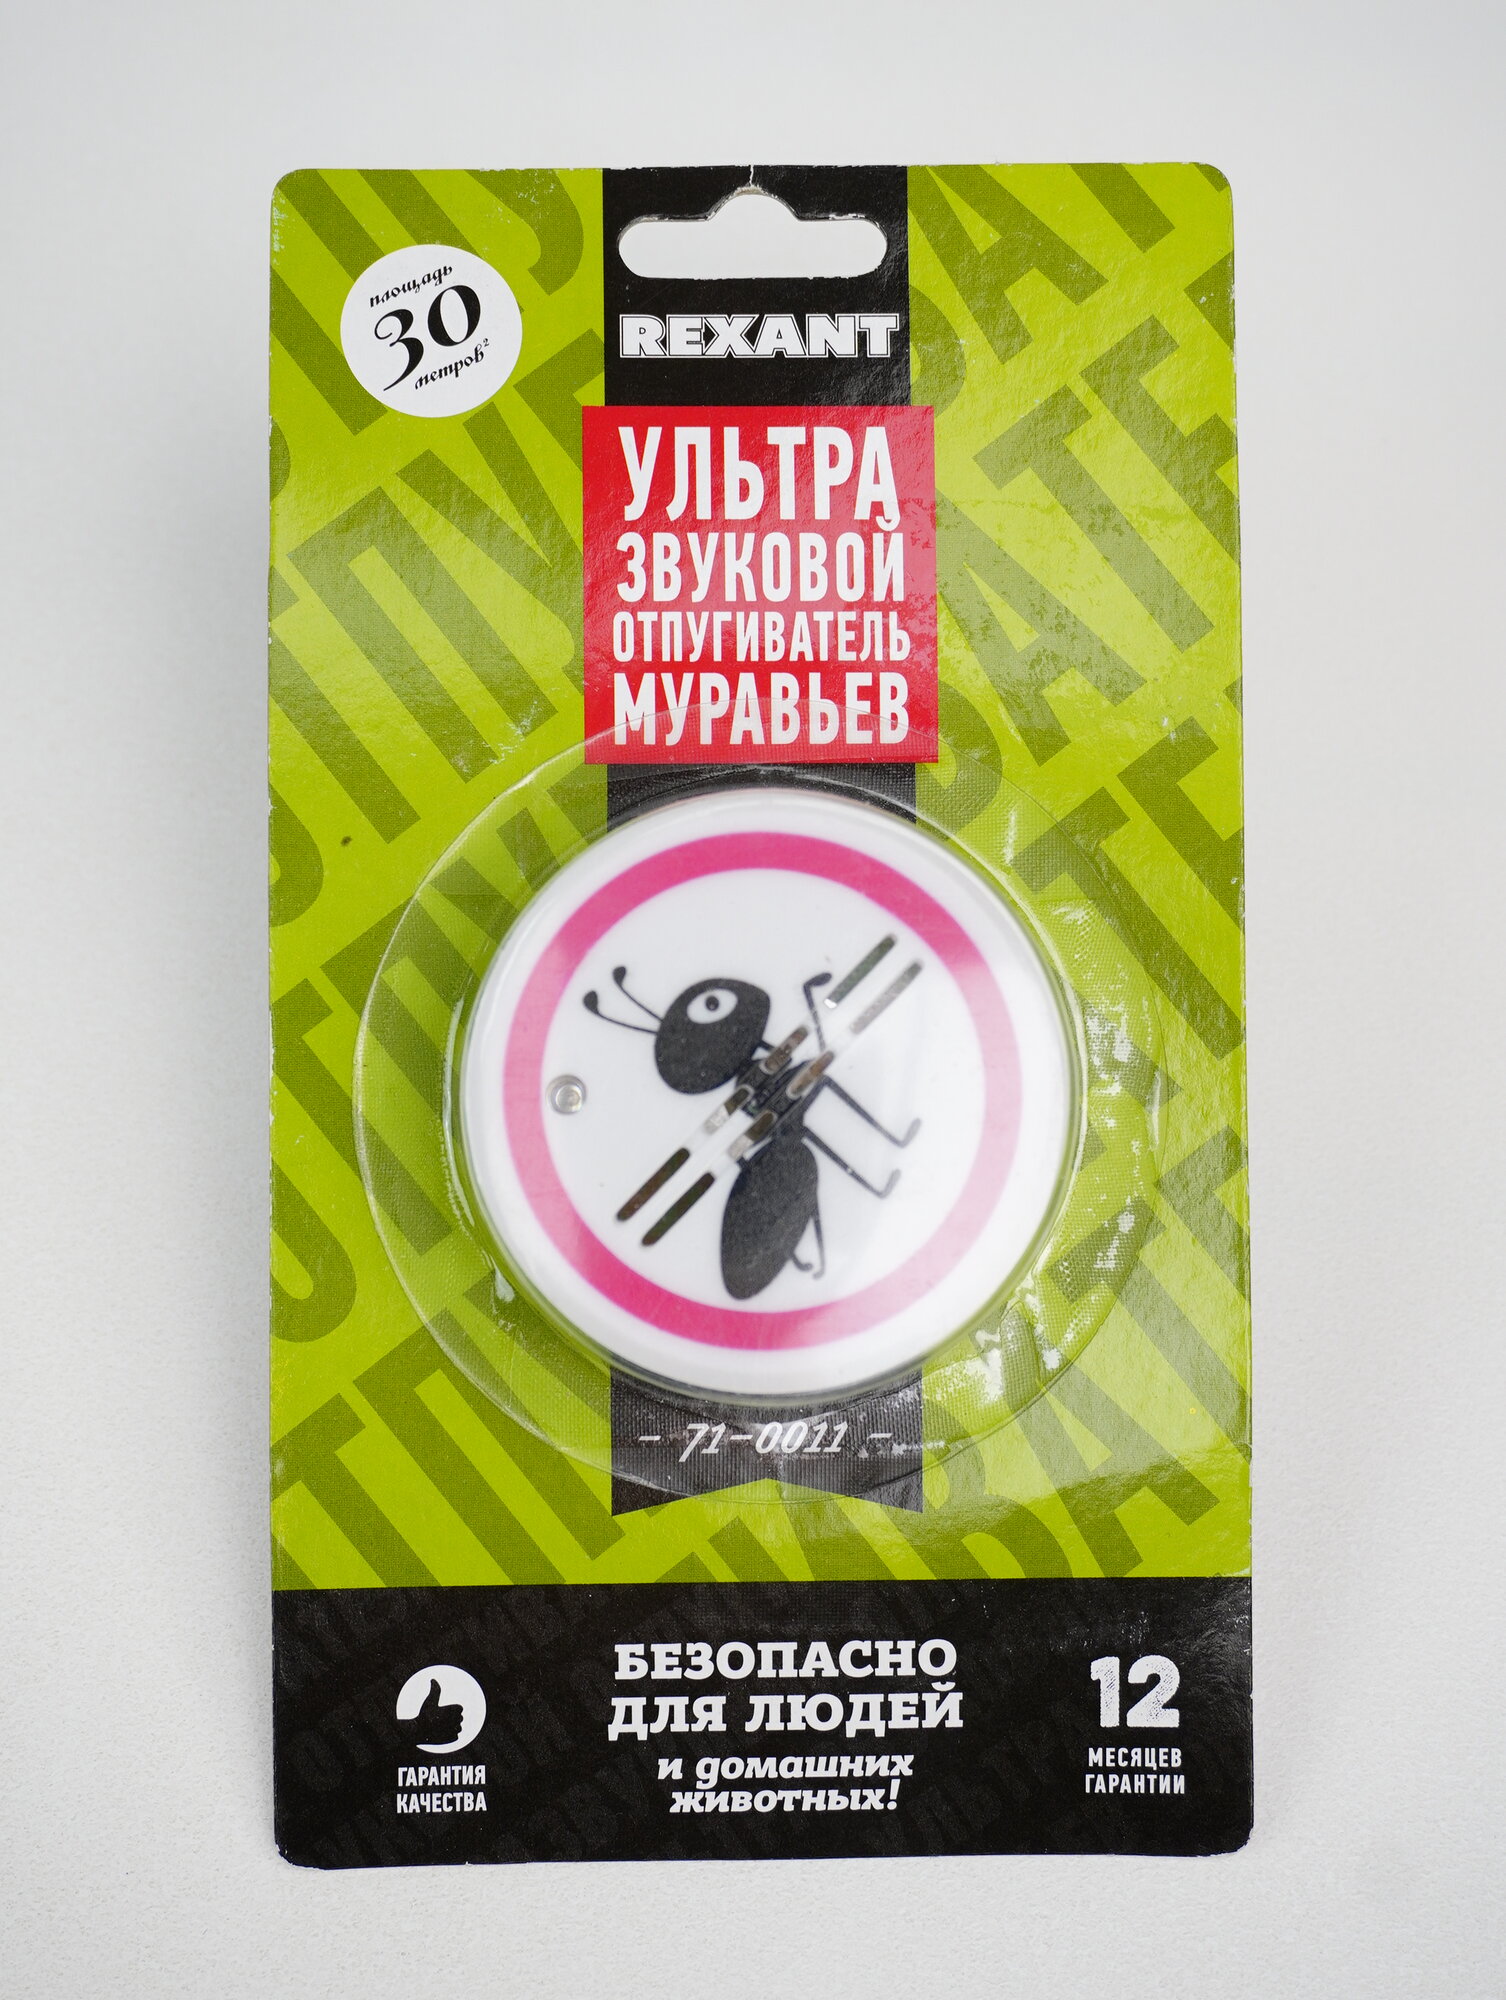 площадь
30
метров²
REXANT
УЛЬТРА
ЗВУКОВОЙ
ОТПУГИВАТЕЛЬ
МУРАВЬЕВ
- 71-0011 -
ГАРАНТИЯ
КАЧЕСТВА
БЕЗОПАСНО
ДЛЯ ЛЮДЕЙ
и домашних
животных!
12
МЕСЯЦЕВ
ГАРАНТИИ